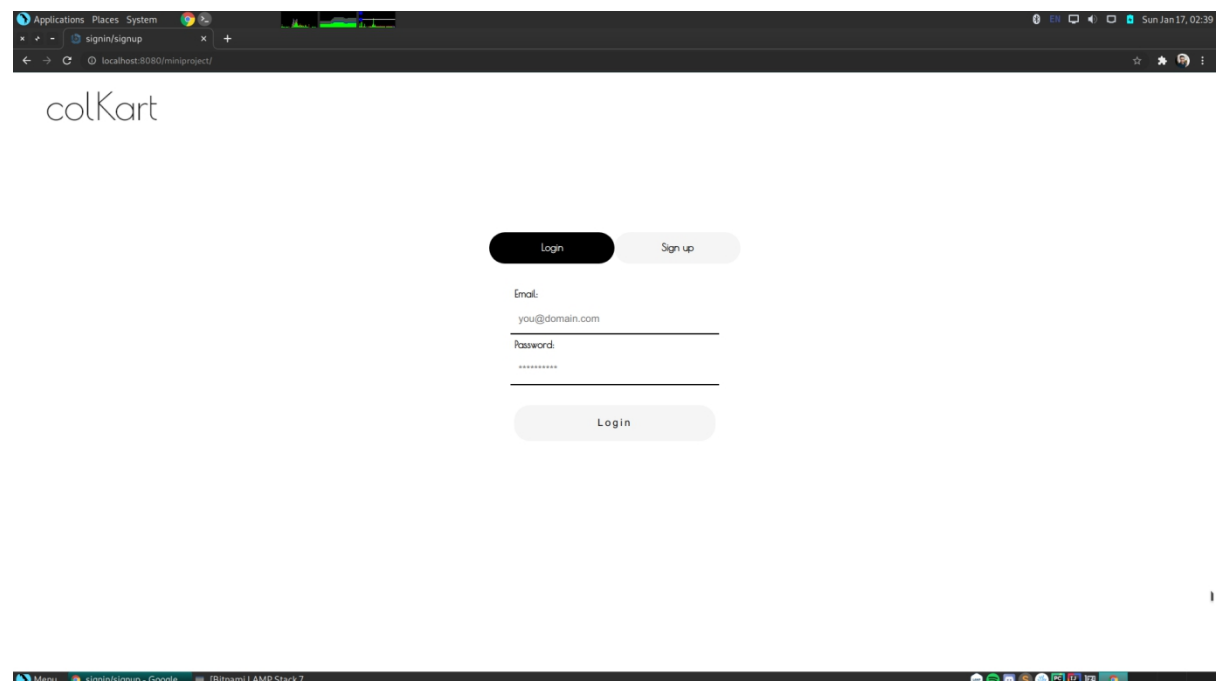 Applications Places System
EN
Sun Jan 17, 02:39
signin/signup
localhost:8080/miniproject/
colKart
Login Sign up
Email:
you@domain.com
Password:
**********
Login
Menu signin/signup - Google [Bitnami LAMP Stack 7